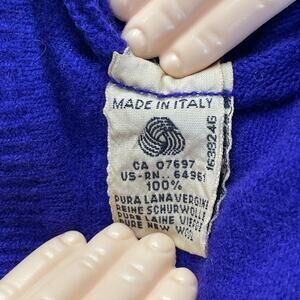 MADE IN ITALY
CA 07697
US-RN.. 64961
100%
PURA LANA VERGINE
REINE SCHURWOLLE
PURE LAINE VIERGE
PURE NEW WOOL
1638246